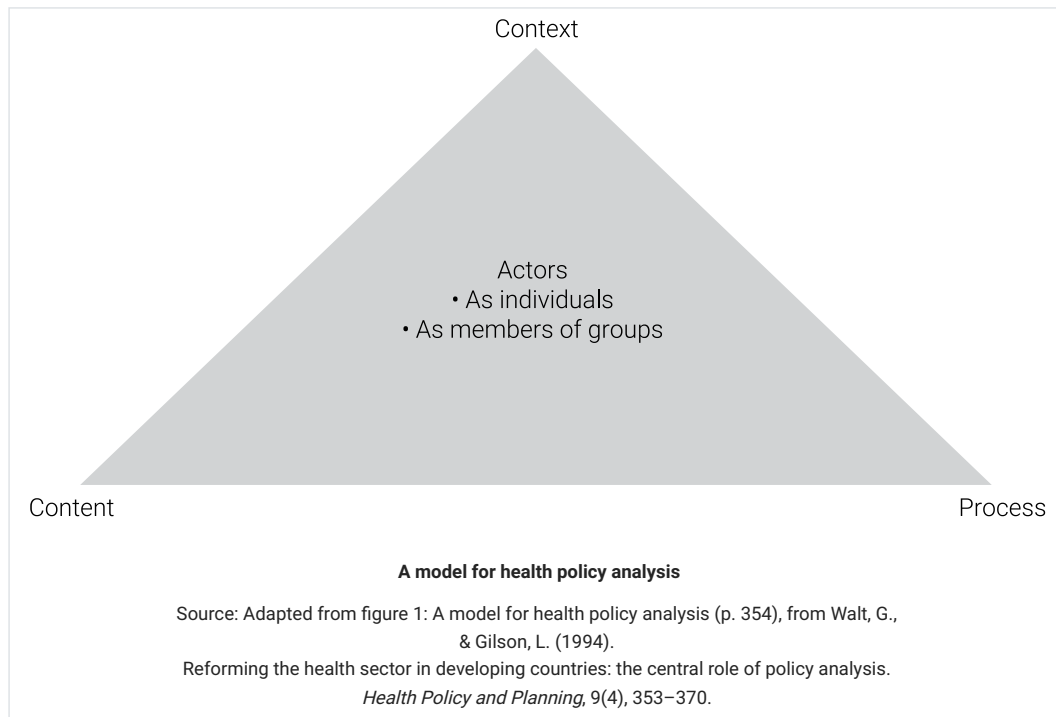 Context
Actors
• As individuals
• As members of groups
Content
Process
A model for health policy analysis
Source: Adapted from figure 1: A model for health policy analysis (p. 354), from Walt, G.,
& Gilson, L. (1994).
Reforming the health sector in developing countries: the central role of policy analysis.
Health Policy and Planning, 9(4), 353–370.